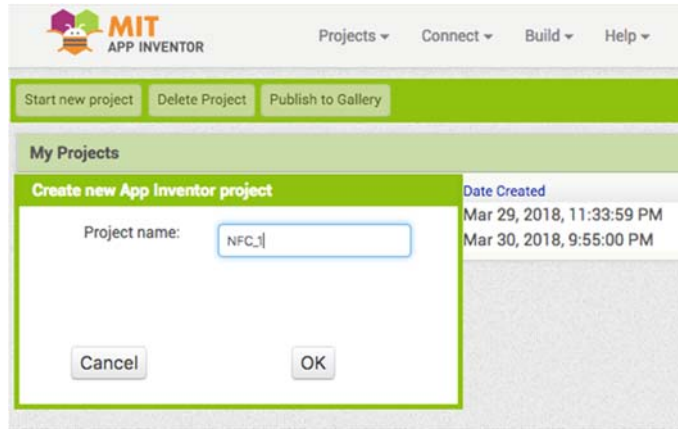 MIT
APP INVENTOR
Projects Connect Build Help
Start new project Delete Project Publish to Gallery
My Projects
Create new App Inventor project
Date Created
Project name: NFC_1
Mar 29, 2018, 11:33:59 PM
Mar 30, 2018, 9:55:00 PM
Cancel OK